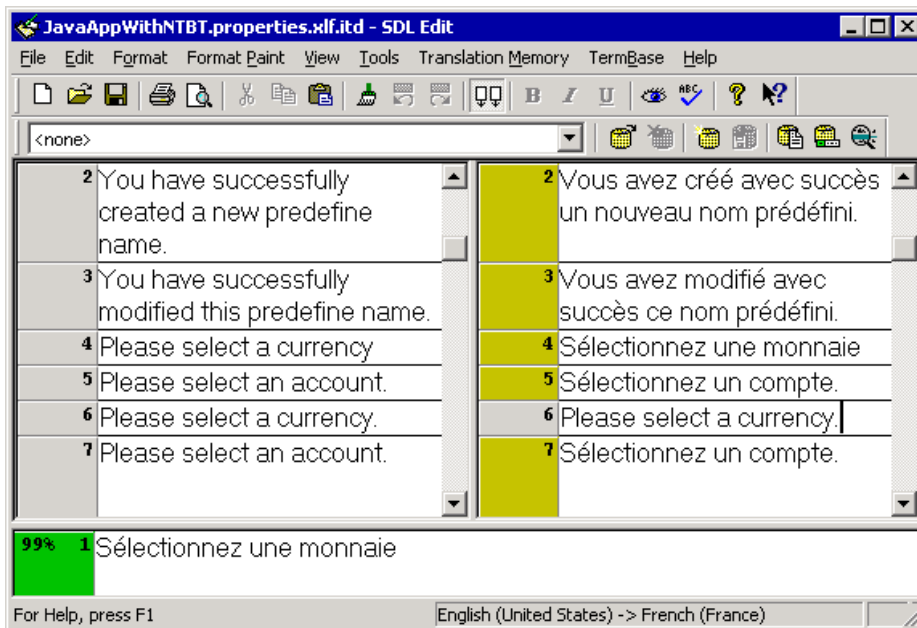 JavaAppWithNTBT.properties.xlf.itd - SDL Edit
File Edit Format Format Paint View Tools Translation Memory TermBase Help
B I U ABC ? ?
<none>
2 You have successfully
created a new predefine
name.
3 You have successfully
modified this predefine name.
4 Please select a currency
5 Please select an account.
6 Please select a currency.
7 Please select an account.
2 Vous avez créé avec succès
un nouveau nom prédéfini.
3 Vous avez modifié avec
succès ce nom prédéfini.
4 Sélectionnez une monnaie
5 Sélectionnez un compte.
6 Please select a currency.
7 Sélectionnez un compte.
99% 1 Sélectionnez une monnaie
For Help, press F1
English (United States) -> French (France)